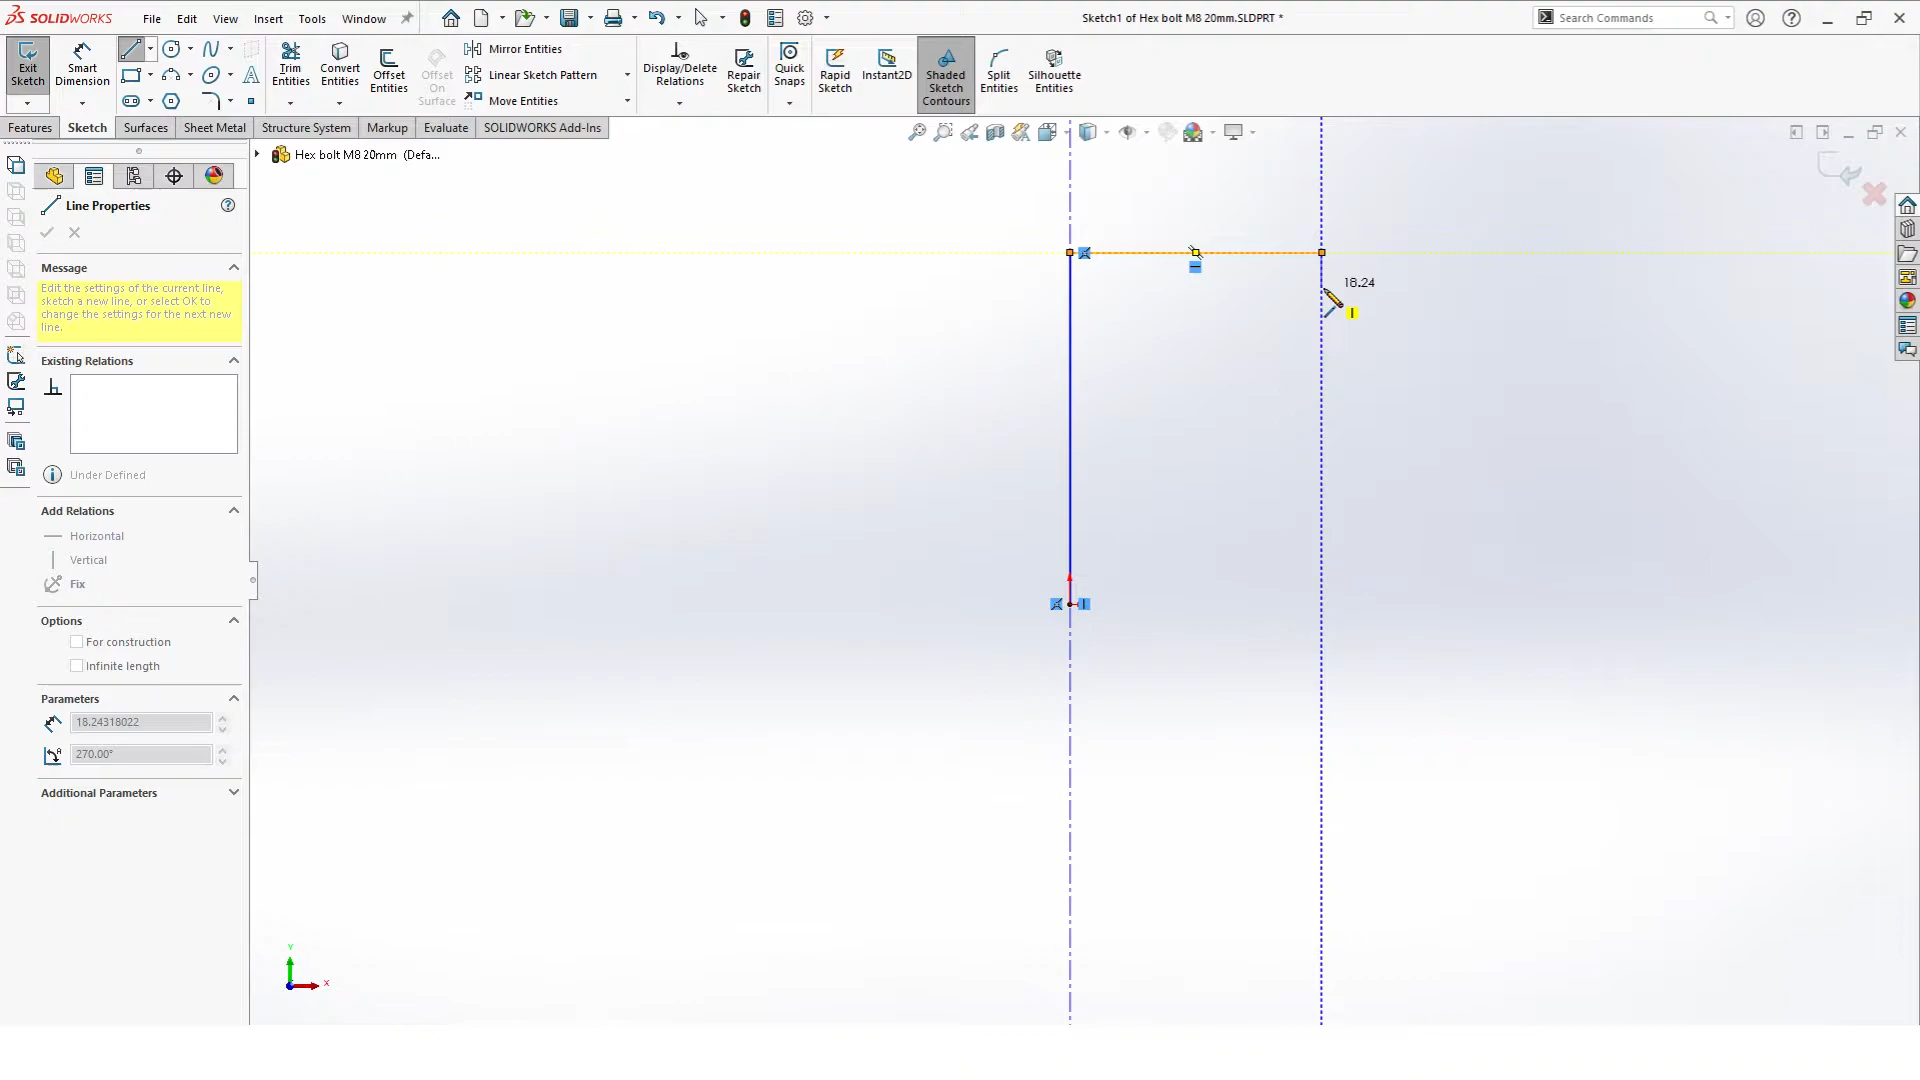 SOLIDWORKS
File
Edit
View
Insert
Tools
Window
Sketch1 of Hex bolt M8 20mm.SLDPRT *
Search Commands
Exit
Sketch
Smart
Dimension
Trim
Entities
Convert
Entities
Offset
Entities
Offset
On
Surface
Mirror Entities
Linear Sketch Pattern
Move Entities
Display/Delete
Relations
Repair
Sketch
Quick
Snaps
Rapid
Sketch
Instant2D
Shaded
Sketch
Contours
Split
Entities
Silhouette
Entities
Features
Sketch
Surfaces
Sheet Metal
Structure System
Markup
Evaluate
SOLIDWORKS Add-Ins
Hex bolt M8 20mm (Defa...
Line Properties
Message
Edit the settings of the current line,
sketch a new line, or select OK to
change the settings for the next new
line.
Existing Relations
Under Defined
Add Relations
Horizontal
Vertical
Fix
Options
For construction
Infinite length
Parameters
18.24318022
270.00°
Additional Parameters
18.24
Y
X